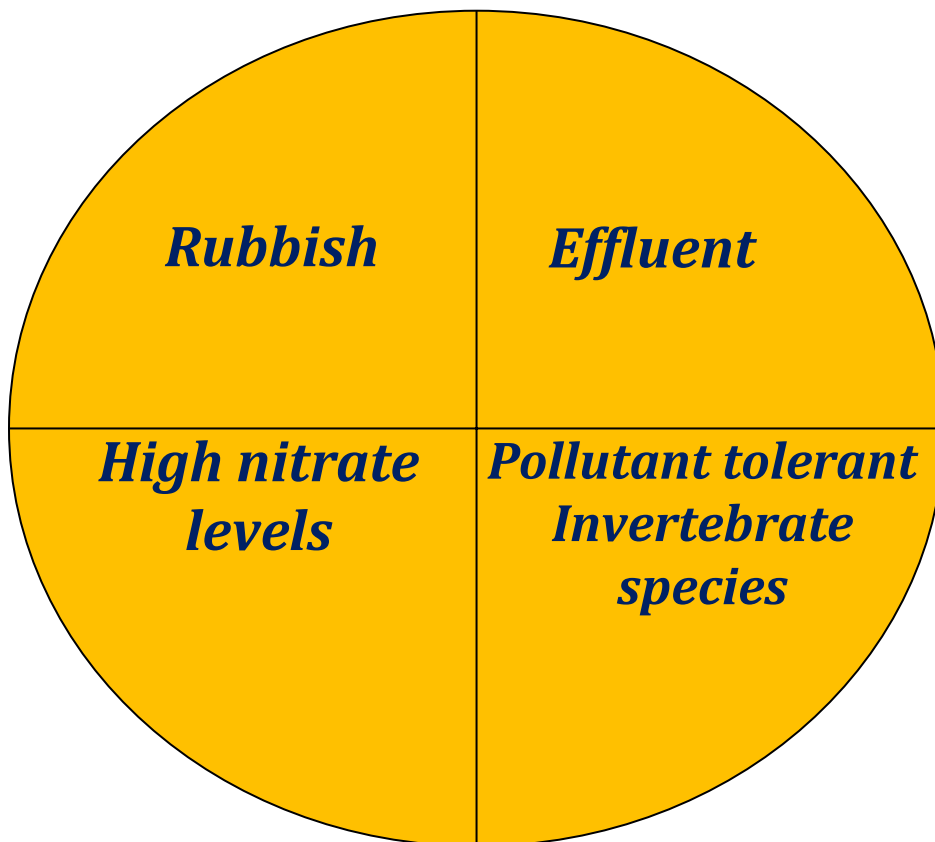 Rubbish
Effluent
High nitrate
levels
Pollutant tolerant
Invertebrate
species